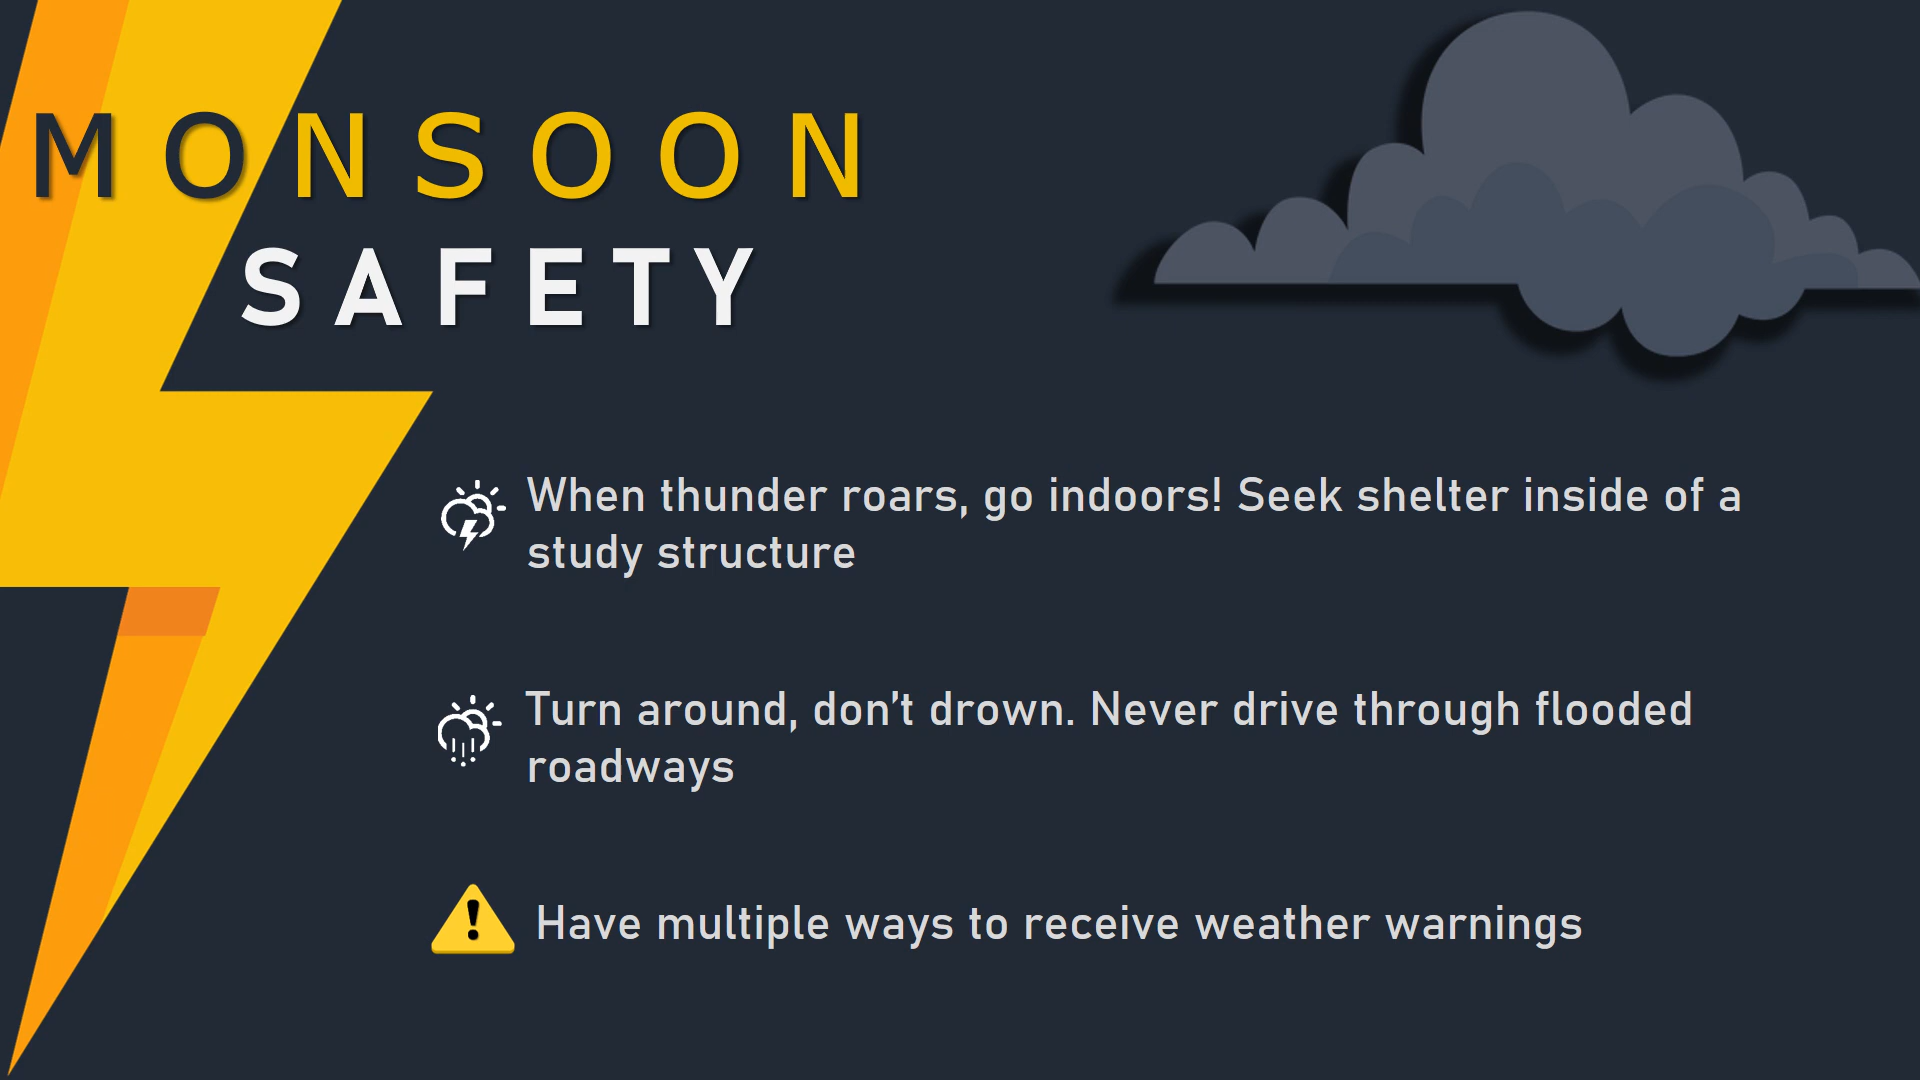 MONSOON
SAFETY
When thunder roars, go indoors! Seek shelter inside of a
study structure
Turn around, don’t drown. Never drive through flooded
roadways
Have multiple ways to receive weather warnings